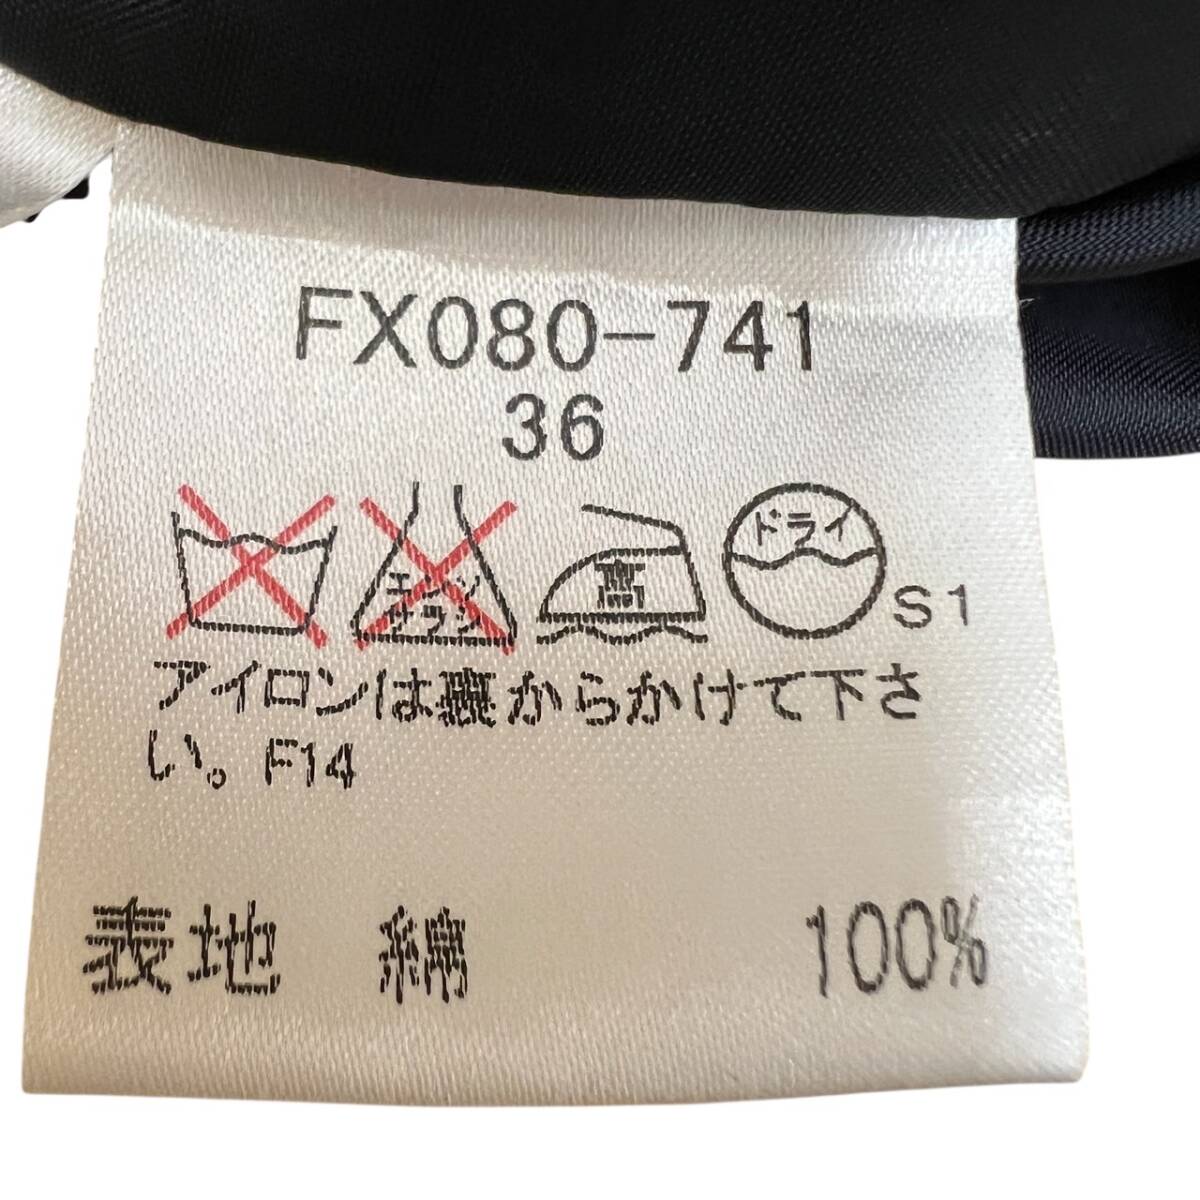 FX080-741
36
エンソ
サラシ
高
ドライ
S1
アイロンは裏からかけて下さ
い。F14
表地 綿 100%